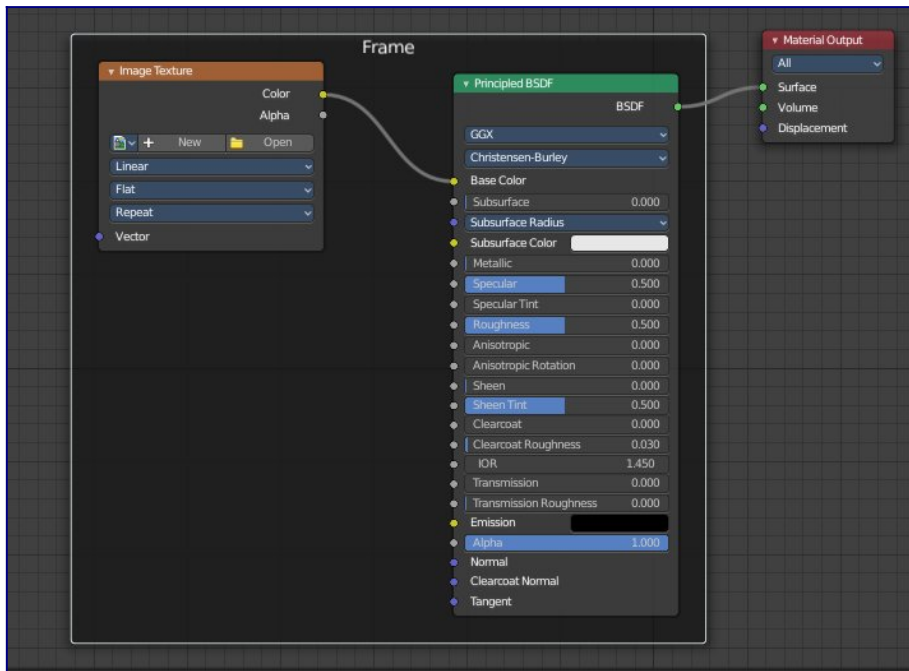 Frame
Image Texture
Color
Alpha
New Open
Linear
Flat
Repeat
Vector
Principled BSDF
BSDF
GGX
Christensen-Burley
Base Color
Subsurface 0.000
Subsurface Radius
Subsurface Color
Metallic 0.000
Specular 0.500
Specular Tint 0.000
Roughness 0.500
Anisotropic 0.000
Anisotropic Rotation 0.000
Sheen 0.000
Sheen Tint 0.500
Clearcoat 0.000
Clearcoat Roughness 0.030
IOR 1.450
Transmission 0.000
Transmission Roughness 0.000
Emission
Alpha 1.000
Normal
Clearcoat Normal
Tangent
Material Output
All
Surface
Volume
Displacement